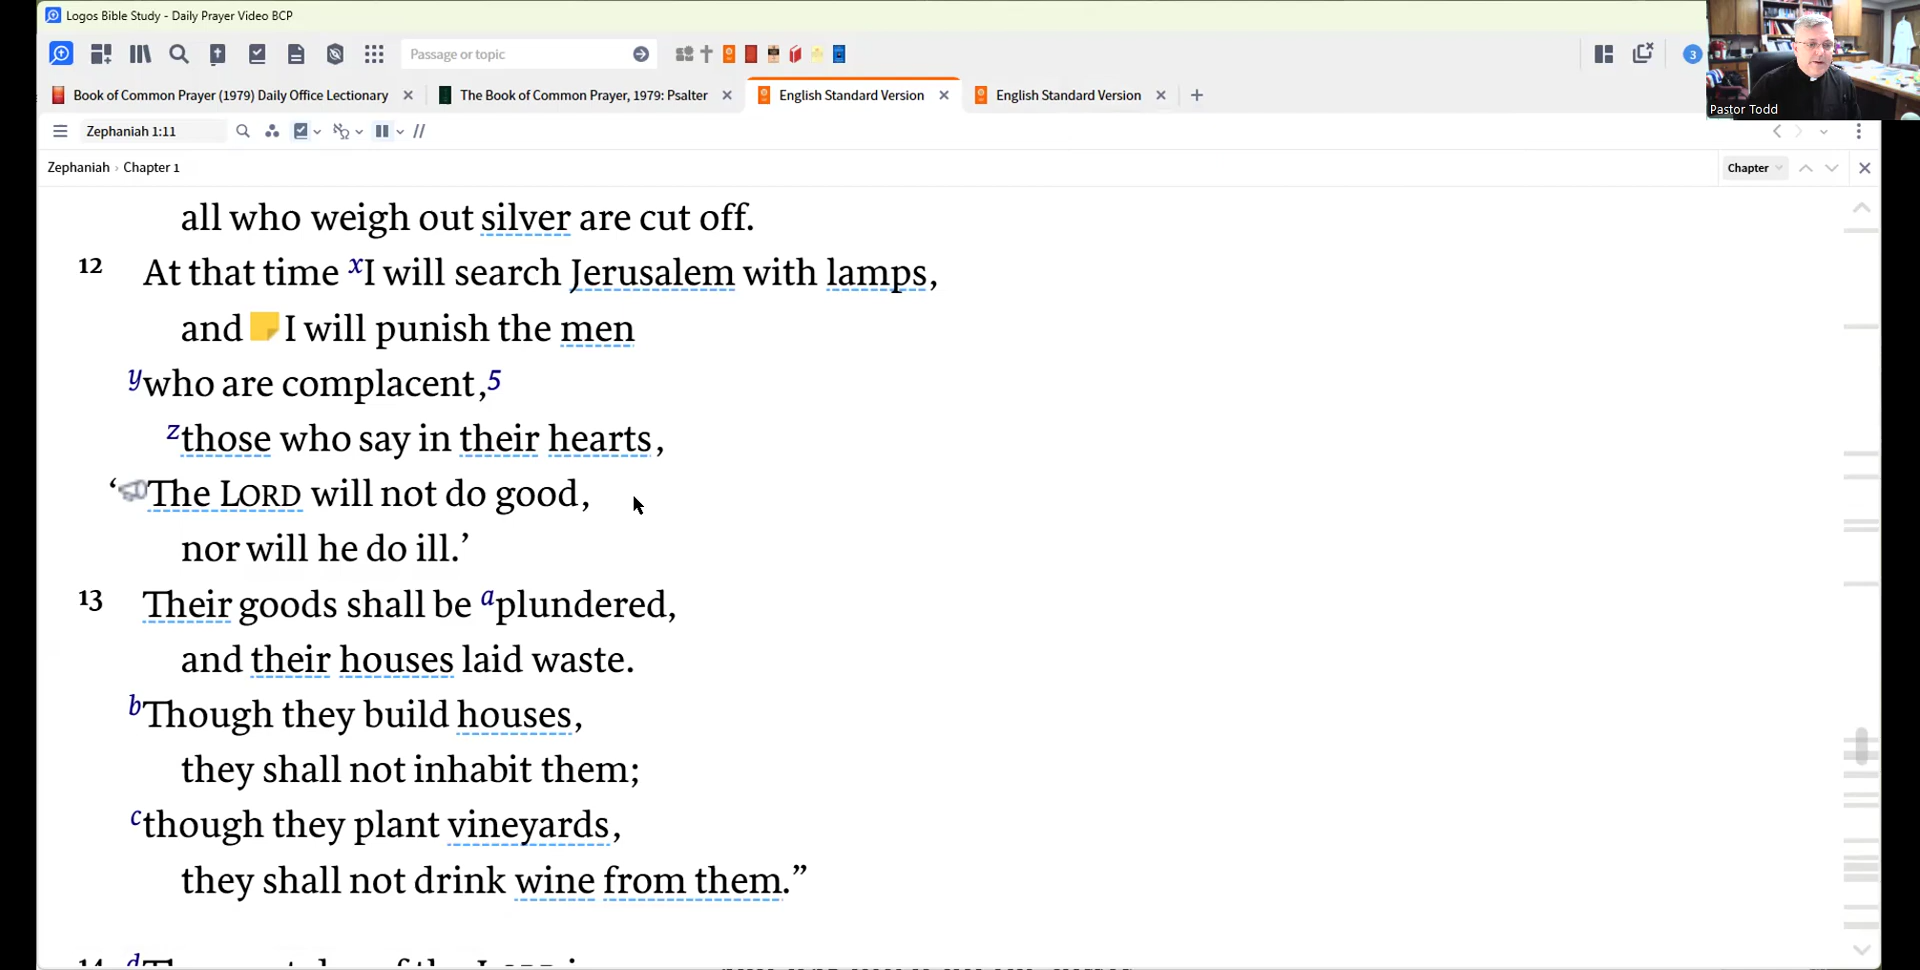 Logos Bible Study - Daily Prayer Video BCP
Passage or topic
3
Book of Common Prayer (1979) Daily Office Lectionary
The Book of Common Prayer, 1979: Psalter
English Standard Version
English Standard Version
Pastor Todd
Zephaniah 1:11
Zephaniah › Chapter 1
Chapter
all who weigh out silver are cut off.
12 At that time xI will search Jerusalem with lamps,
and I will punish the men
ywho are complacent,5
zthose who say in their hearts,
‘The LORD will not do good,
nor will he do ill.’
13 Their goods shall be aplundered,
and their houses laid waste.
bThough they build houses,
they shall not inhabit them;
cthough they plant vineyards,
they shall not drink wine from them.”